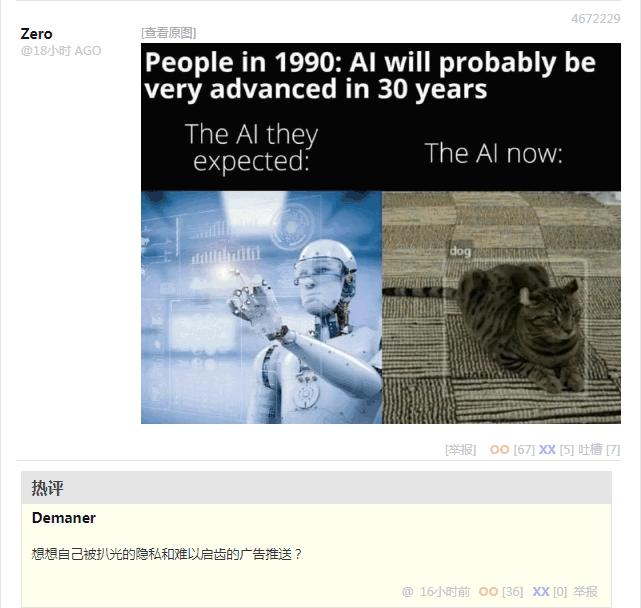 4672229
Zero
@18小时 AGO
[查看原图]
People in 1990: AI will probably be
very advanced in 30 years
The AI they
expected:
The AI now:
dog
[举报] OO [67] XX [5] 吐槽 [7]
热评
Demaner
想想自己被扒光的隐私和难以启齿的广告推送？
@ 16小时前 OO [36] XX [0] 举报